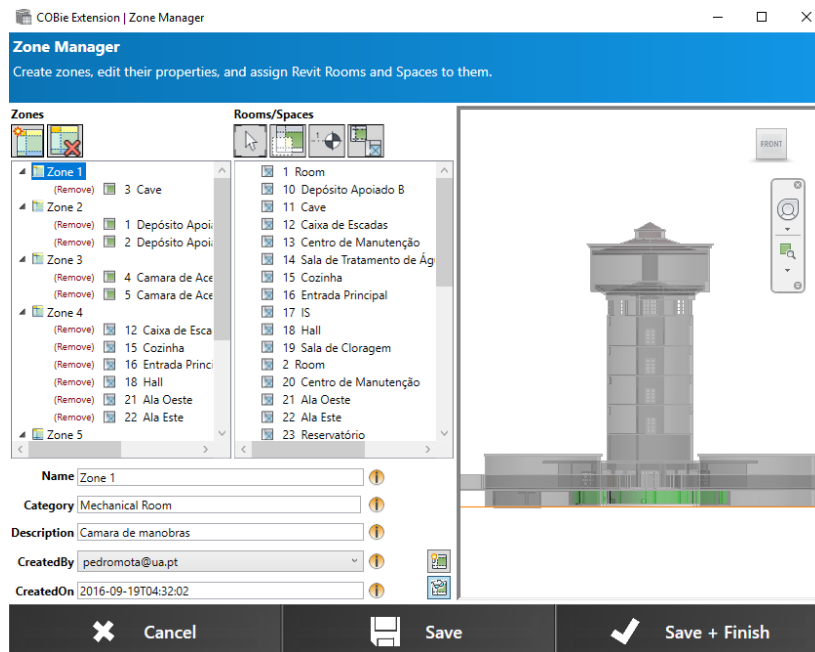 COBie Extension | Zone Manager
Zone Manager
Create zones, edit their properties, and assign Revit Rooms and Spaces to them.
Zones
Zone 1
(Remove) 3 Cave
Zone 2
(Remove) 1 Depósito Apoi
(Remove) 2 Depósito Apoi
Zone 3
(Remove) 4 Camara de Ace
(Remove) 5 Camara de Ace
Zone 4
(Remove) 12 Caixa de Esca
(Remove) 15 Cozinha
(Remove) 16 Entrada Princi
(Remove) 18 Hall
(Remove) 21 Ala Oeste
(Remove) 22 Ala Este
Zone 5
Rooms/Spaces
-1
1 Room
10 Depósito Apoiado B
11 Cave
12 Caixa de Escadas
13 Centro de Manutenção
14 Sala de Tratamento de Águ
15 Cozinha
16 Entrada Principal
17 IS
18 Hall
19 Sala de Cloragem
2 Room
20 Centro de Manutenção
21 Ala Oeste
22 Ala Este
23 Reservatório
FRONT
Name Zone 1
Category Mechanical Room
Description Camara de manobras
CreatedBy pedromota@ua.pt
CreatedOn 2016-09-19T04:32:02
Cancel
Save
Save + Finish